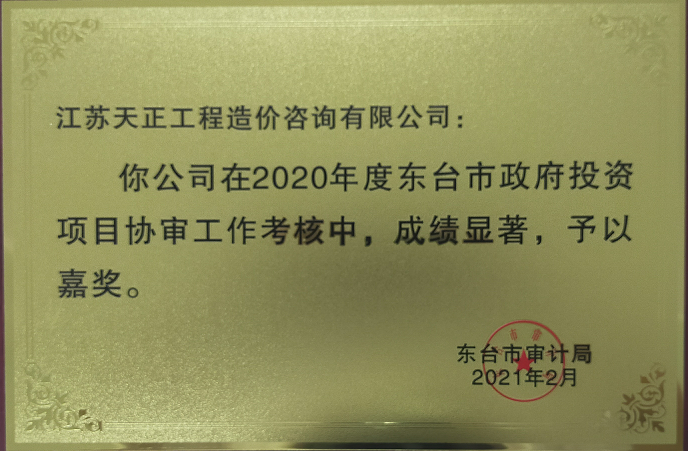 江苏天正工程造价咨询有限公司：
你公司在2020年度东台市政府投资
项目协审工作考核中，成绩显著，予以
嘉奖。
东台市审计局
2021年2月